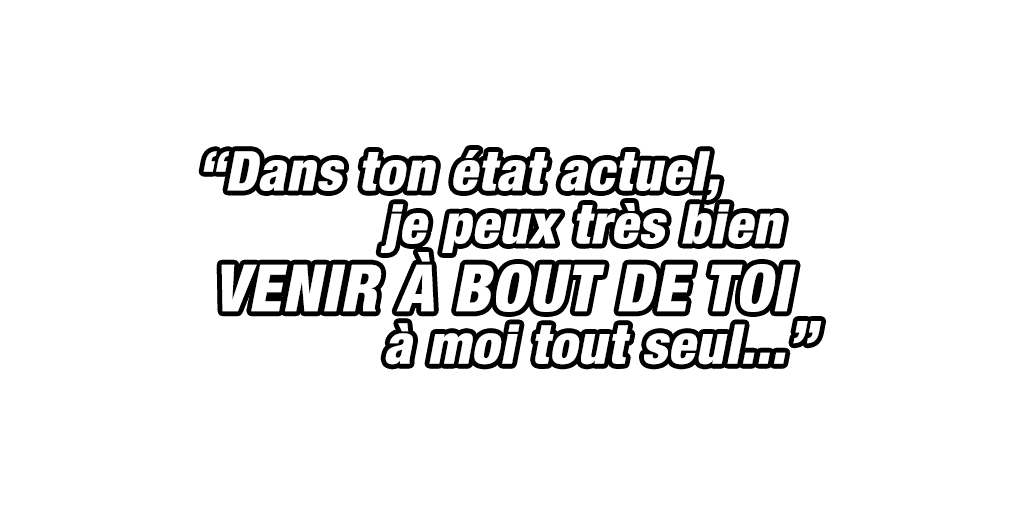 “Dans ton état actuel,
je peux très bien
VENIR À BOUT DE TOI
à moi tout seul...”